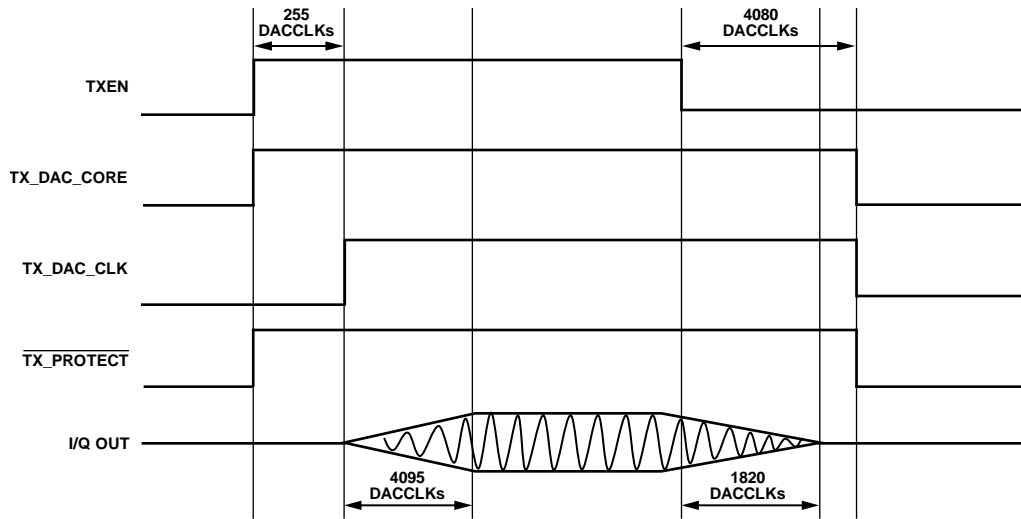 255
DACCLKs
4080
DACCLKs
TXEN
TX_DAC_CORE
TX_DAC_CLK
TX_PROTECT
I/Q OUT
4095
DACCLKs
1820
DACCLKs